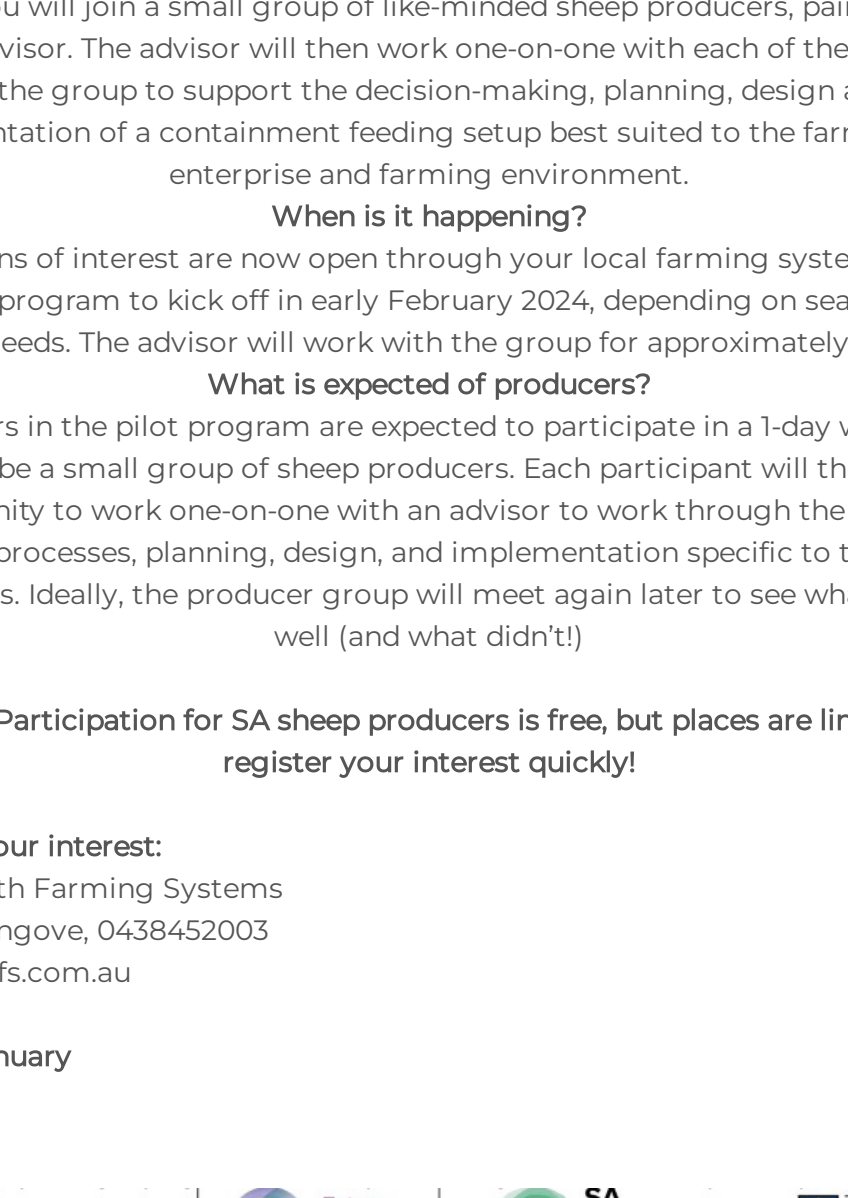 u will join a small group of like-minded sheep producers, pai
visor. The advisor will then work one-on-one with each of the
the group to support the decision-making, planning, design a
ntation of a containment feeding setup best suited to the farm
enterprise and farming environment.
When is it happening?
ns of interest are now open through your local farming syste
program to kick off in early February 2024, depending on sea
eeds. The advisor will work with the group for approximately
What is expected of producers?
rs in the pilot program are expected to participate in a 1-day w
be a small group of sheep producers. Each participant will th
nity to work one-on-one with an advisor to work through the
processes, planning, design, and implementation specific to t
s. Ideally, the producer group will meet again later to see wha
well (and what didn’t!)
Participation for SA sheep producers is free, but places are lim
register your interest quickly!
our interest:
th Farming Systems
ngove, 0438452003
fs.com.au
nuary
SA